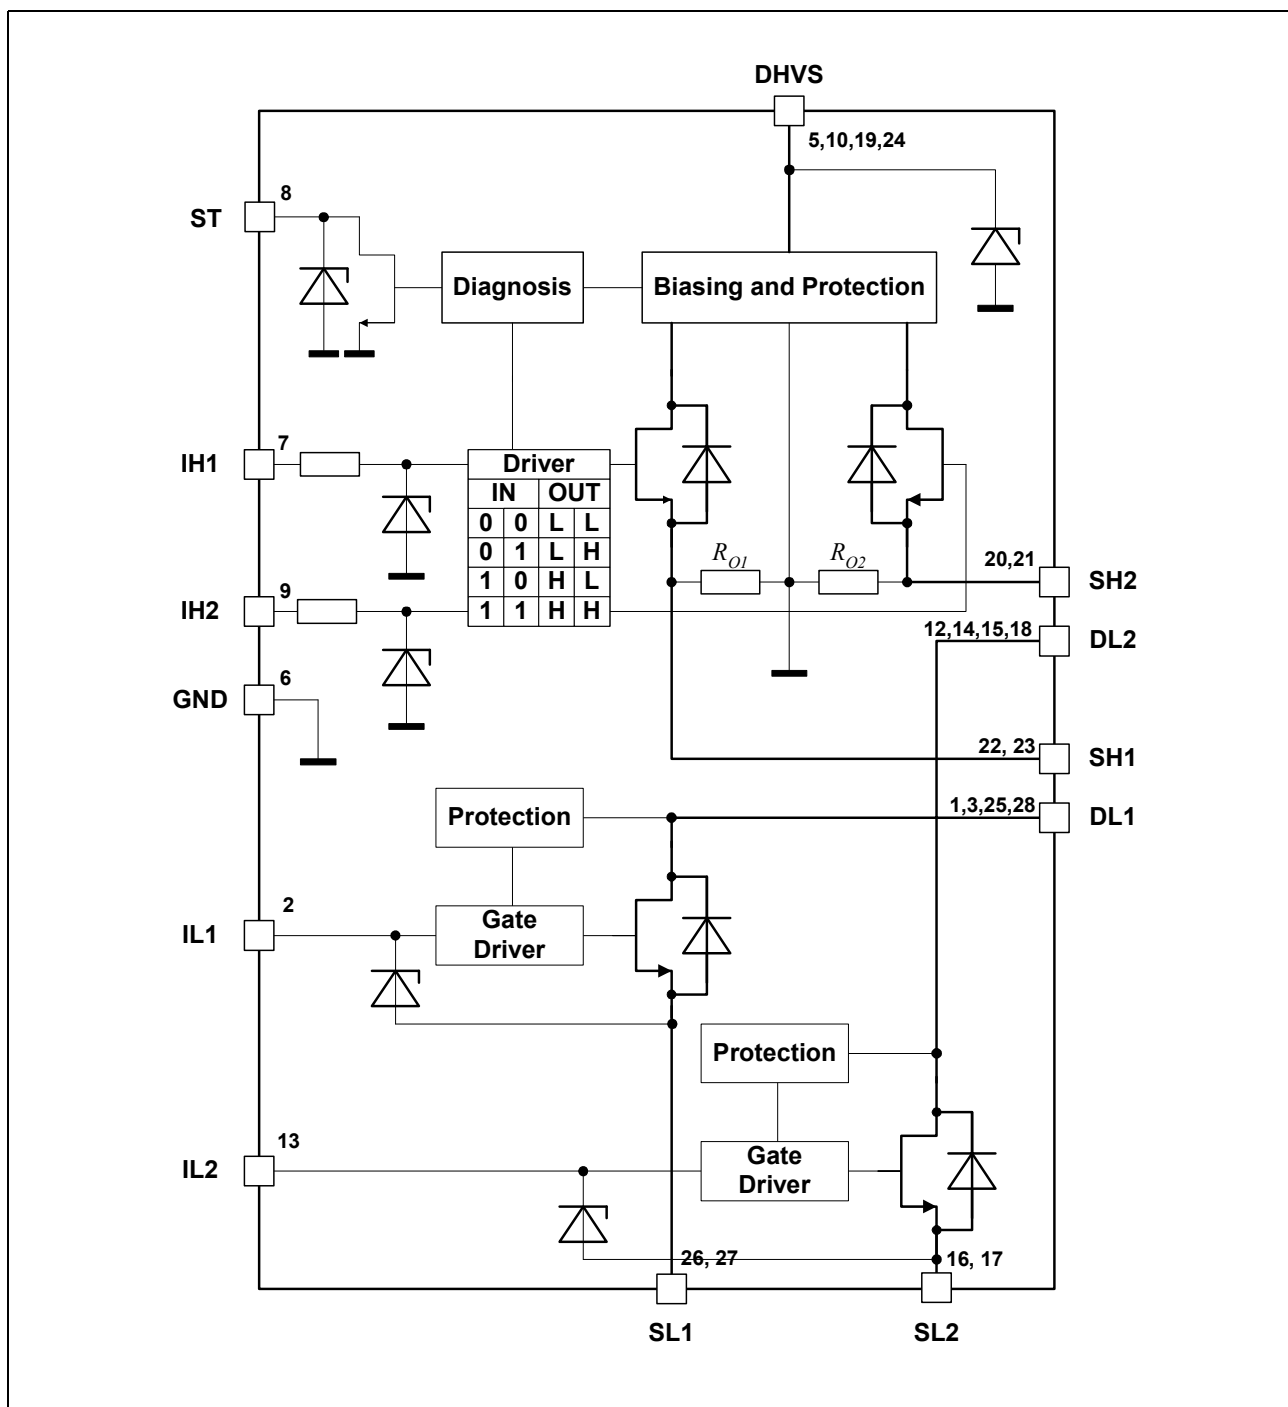 DHVS
5,10,19,24
8
ST
Diagnosis
Biasing and Protection
7
IH1
Driver
IN OUT
0 0 L L
0 1 L H
1 0 H L
1 1 H H
RO1
RO2
20,21
SH2
9
IH2
12,14,15,18
DL2
6
GND
22, 23
SH1
Protection
1,3,25,28
DL1
2
IL1
Gate
Driver
Protection
13
IL2
Gate
Driver
26, 27
16, 17
SL1
SL2